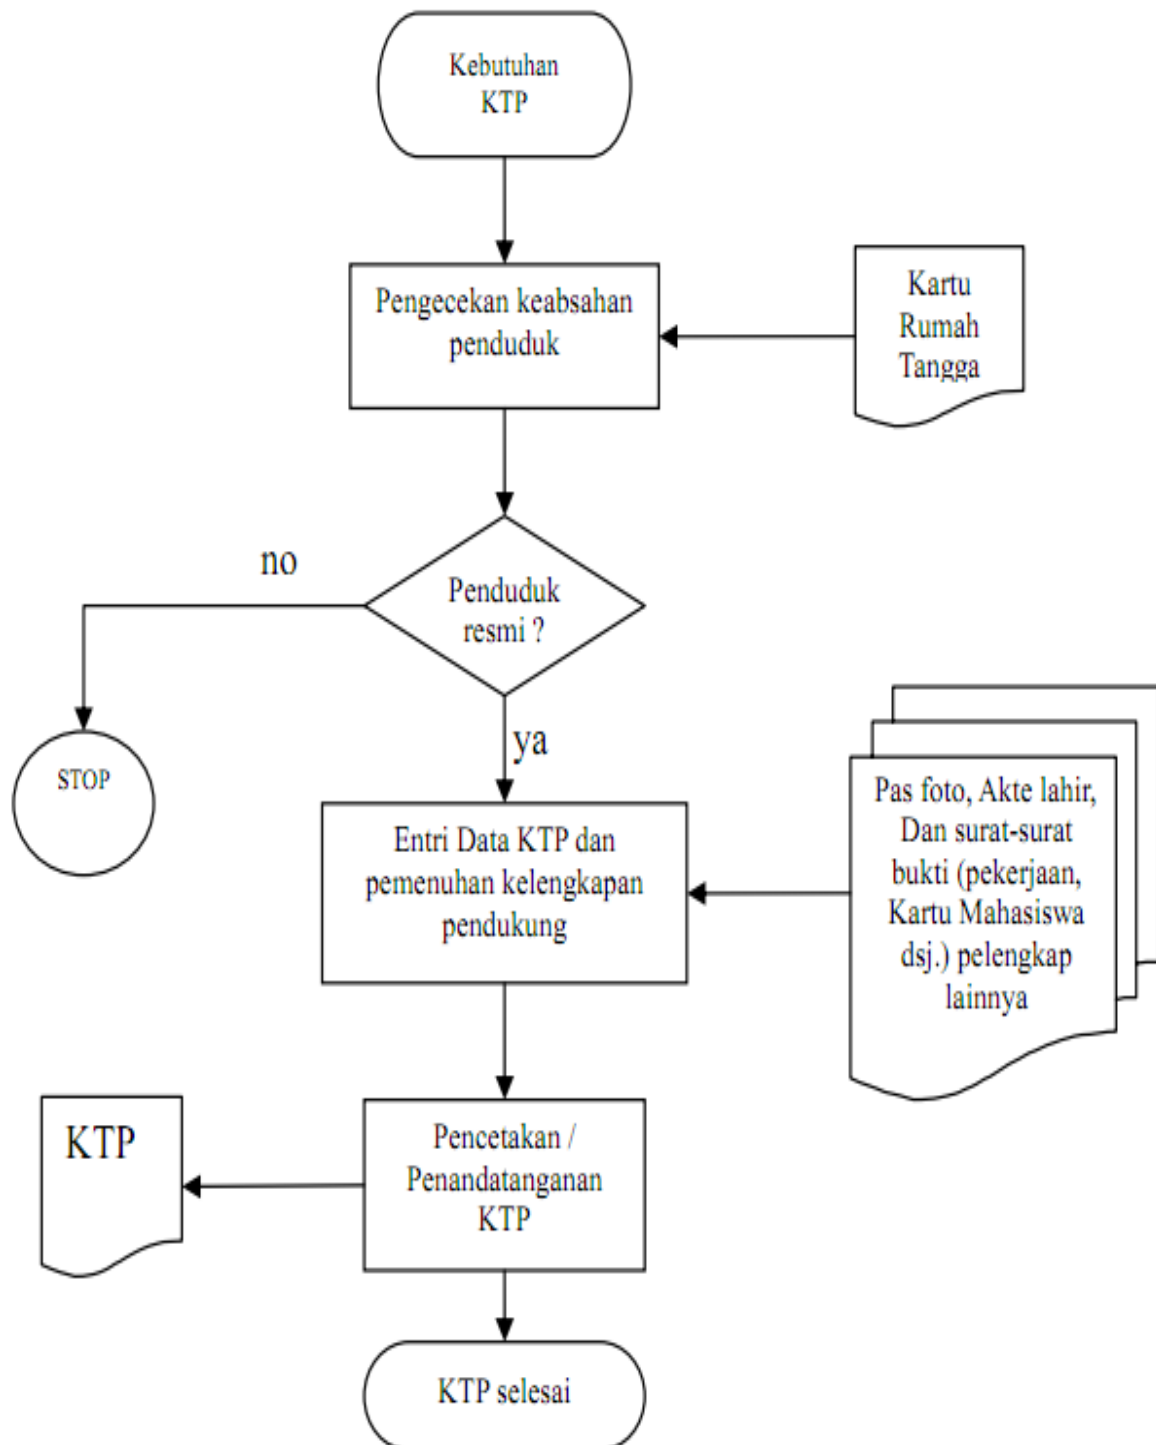 Kebutuhan
KTP
Pengecekan keabsahan
penduduk
Kartu
Rumah
Tangga
no
Penduduk
resmi ?
ya
STOP
Entri Data KTP dan
pemenuhan kelengkapan
pendukung
Pas foto, Akte lahir,
Dan surat-surat
bukti (pekerjaan,
Kartu Mahasiswa
dsj.) pelengkap
lainnya
KTP
Pencetakan /
Penandatanganan
KTP
KTP selesai